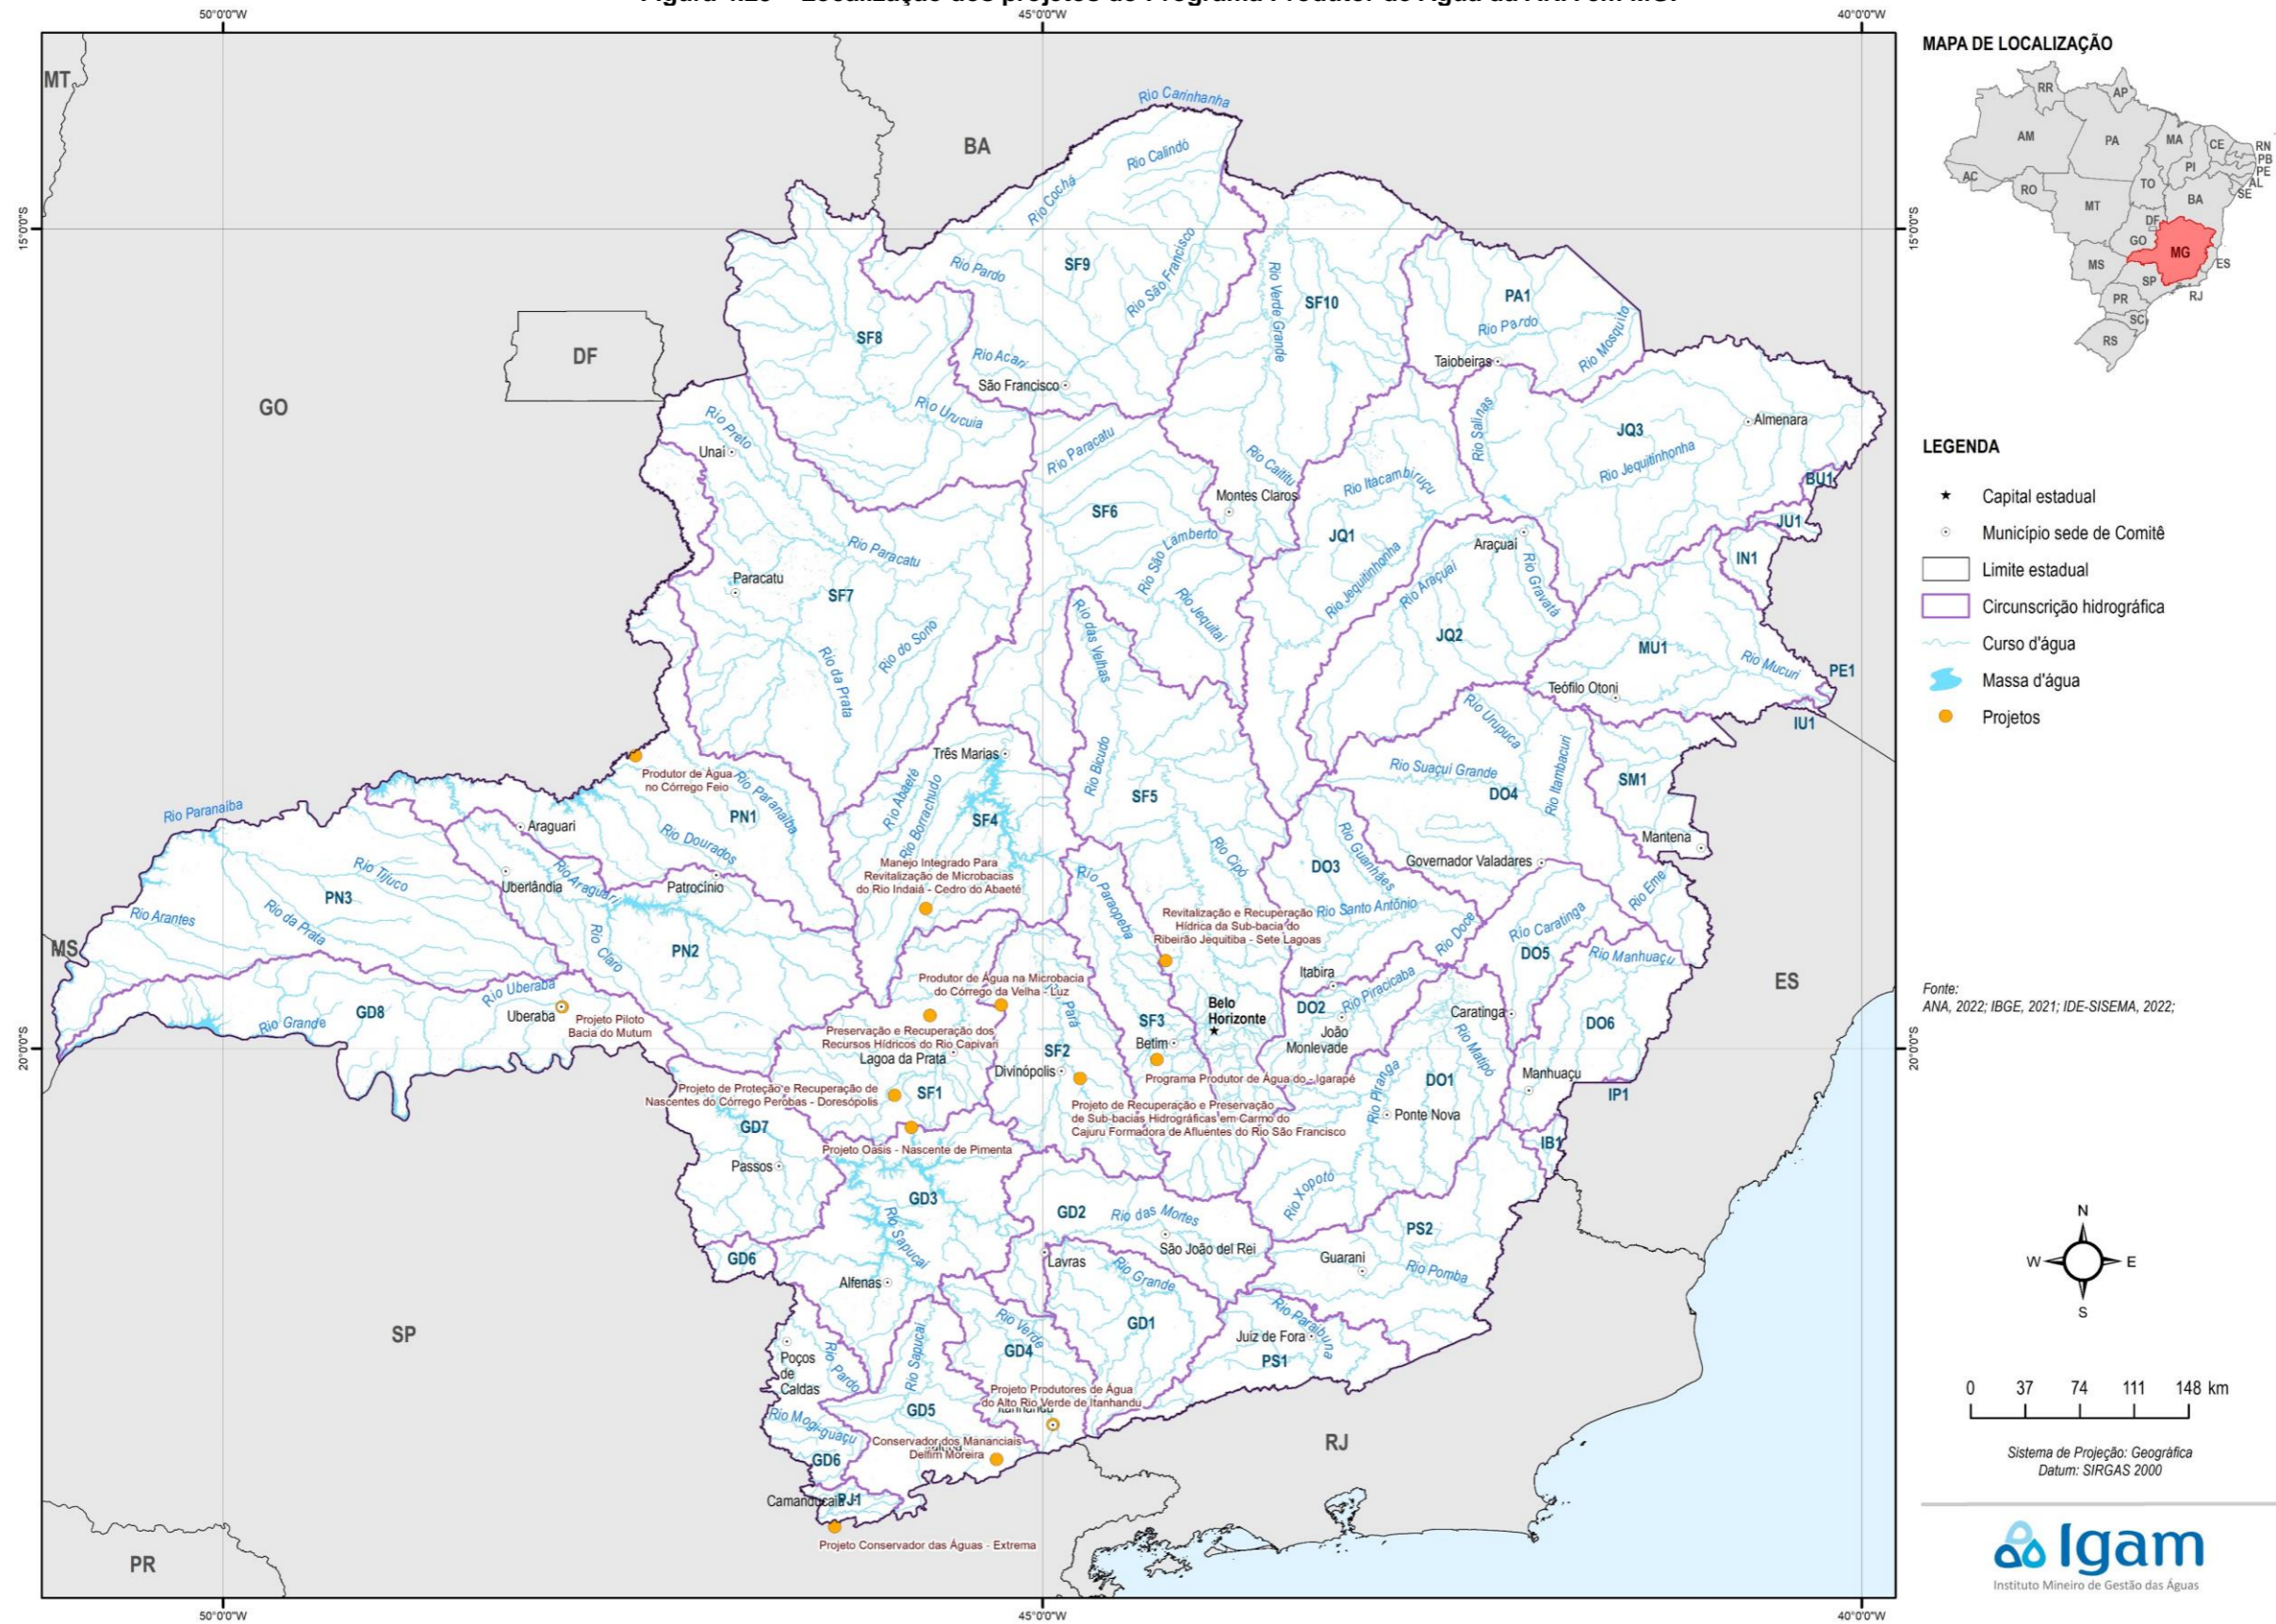 50°0'0"W
45°0'0"W
40°0'0"W
15°0'0"S
20°0'0"S
15°0'0"S
20°0'0"S
50°0'0"W
45°0'0"W
40°0'0"W
MT
BA
GO
DF
MS
SP
PR
RJ
ES
Rio Carinhanha
Rio Calindó
Rio Cochá
Rio São Francisco
Rio Pardo
SF9
Rio Acari
São Francisco
SF8
Rio Urucuia
Rio Verde Grande
SF10
PA1
Rio Pardo
Rio Mosquito
Taiobeiras
Rio Salinas
JQ3
Almenara
Rio Jequitinhonha
BU1
JU1
IN1
Rio Preto
Unaí
Rio Paracatu
SF6
Rio Caititu
Montes Claros
Rio Itacambiruçu
JQ1
Araçuaí
Rio São Lamberto
Rio Jequitinhonha
Rio Araçuaí
Rio Gravatá
Rio Paracatu
Paracatu
SF7
Rio do Sono
Rio da Prata
Rio das Velhas
Rio Jequitaí
JQ2
MU1
Rio Mucuri
PE1
Teófilo Otoni
IU1
Produtor de Água
no Córrego Feio
Rio Paranaíba
PN1
Rio Dourados
Três Marias
Rio Abaeté
Rio Borrachudo
SF4
Rio Bicudo
SF5
Rio Cipó
Rio Urupuca
Rio Suaçuí Grande
DO4
Rio Itambacuri
SM1
Mantena
Governador Valadares
DO3
Rio Guanhães
Rio Santo Antônio
Rio Eme
Rio Paranaíba
Araguari
Uberlândia
Rio Araguari
Patrocínio
Rio Tijuco
PN3
Rio da Prata
Rio Arantes
Rio Claro
PN2
Manejo Integrado Para
Revitalização de Microbacias
do Rio Indaiá - Cedro do Abaeté
Rio Paraopeba
Revitalização e Recuperação
Hídrica da Sub-bacia do
Ribeirão Jequitiba - Sete Lagoas
Rio Doce
Rio Caratinga
DO5
Rio Manhuaçu
Itabira
DO2
Rio Piracicaba
João
Monlevade
Caratinga
DO6
Rio Matipó
Manhuaçu
IP1
GD8
Rio Uberaba
Uberaba
Rio Grande
Projeto Piloto
Bacia do Mutum
Produtor de Água na Microbacia
do Córrego da Velha - Luz
Rio Pará
Preservação e Recuperação dos
Recursos Hídricos do Rio Capivari
Lagoa da Prata
SF2
SF3
Belo
Horizonte
Betim
Divinópolis
Programa Produtor de Água do - Igarapé
Projeto de Proteção e Recuperação de
Nascentes do Córrego Perobas - Doresópolis
SF1
Projeto de Recuperação e Preservação
de Sub-bacias Hidrográficas em Carmo do
Cajuru Formadora de Afluentes do Rio São Francisco
Projeto Oásis - Nascente de Pimenta
DO1
Rio Piranga
Ponte Nova
IB1
GD7
Passos
GD3
Rio Sapucaí
GD2
Rio das Mortes
São João del Rei
Rio Xopotó
PS2
Guarani
Rio Pomba
GD6
Alfenas
Lavras
Rio Grande
GD1
Rio Verde
GD4
Juiz de Fora
Rio Paraibuna
PS1
Poços
de
Caldas
Rio Pardo
Rio Sapucaí
Rio Mogi-guaçu
GD5
GD6
Projeto Produtores de Água
do Alto Rio Verde de Itanhandu
Conservador dos Mananciais
Delfim Moreira
Camanducaia
PJ1
Projeto Conservador das Águas - Extrema
MAPA DE LOCALIZAÇÃO
RR
AP
AM
PA
MA
CE
RN
PB
PE
AL
SE
PI
AC
RO
TO
BA
MT
DF
GO
MG
MS
ES
SP
RJ
PR
SC
RS
LEGENDA
Capital estadual
Município sede de Comitê
Limite estadual
Circunscrição hidrográfica
Curso d'água
Massa d'água
Projetos
Fonte:
ANA, 2022; IBGE, 2021; IDE-SISEMA, 2022;
N
W
E
S
0 37 74 111 148 km
Sistema de Projeção: Geográfica
Datum: SIRGAS 2000
Igam
Instituto Mineiro de Gestão das Águas